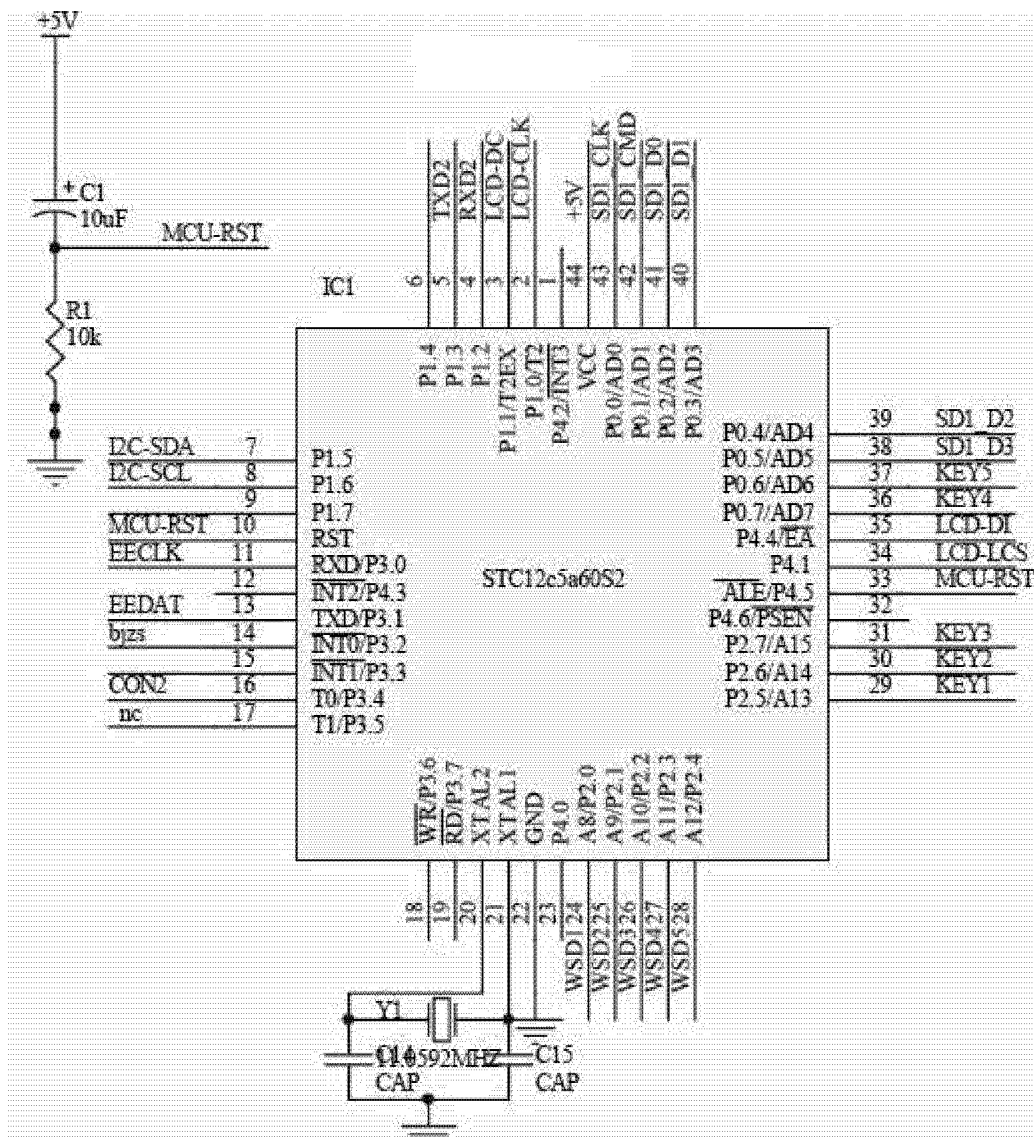 +5V
+ C1
10uF
MCU-RST
R1
10k
IC1
TXD2
RXD2
LCD-DC
LCD-CLK
+5V
SD1_CLK
SD1_CMD
SD1_D0
SD1_D1
6
5
4
3
2
1
44
43
42
41
40
P1.4
P1.3
P1.2
P1.1/T2EX
P1.0/T2
P4.2/INT3
VCC
P0.0/AD0
P0.1/AD1
P0.2/AD2
P0.3/AD3
I2C-SDA 7 P1.5
I2C-SCL 8 P1.6
9 P1.7
MCU-RST 10 RST
EECLK 11 RXD/P3.0
12 INT2/P4.3
EEDAT 13 TXD/P3.1
bjzs 14 INT0/P3.2
15 INT1/P3.3
CON2 16 T0/P3.4
nc 17 T1/P3.5
STC12c5a60S2
P0.4/AD4 39 SD1_D2
P0.5/AD5 38 SD1_D3
P0.6/AD6 37 KEY5
P0.7/AD7 36 KEY4
P4.4/EA 35 LCD-DI
P4.1 34 LCD-LCS
ALE/P4.5 33 MCU-RST
P4.6/PSEN 32
P2.7/A15 31 KEY3
P2.6/A14 30 KEY2
P2.5/A13 29 KEY1
WR/P3.6
RD/P3.7
XTAL2
XTAL1
GND
P4.0
A8/P2.0
A9/P2.1
A10/P2.2
A11/P2.3
A12/P2.4
18
19
20
21
22
23
WSD124
WSD225
WSD326
WSD427
WSD528
Y1
C14
CAP
C15
CAP